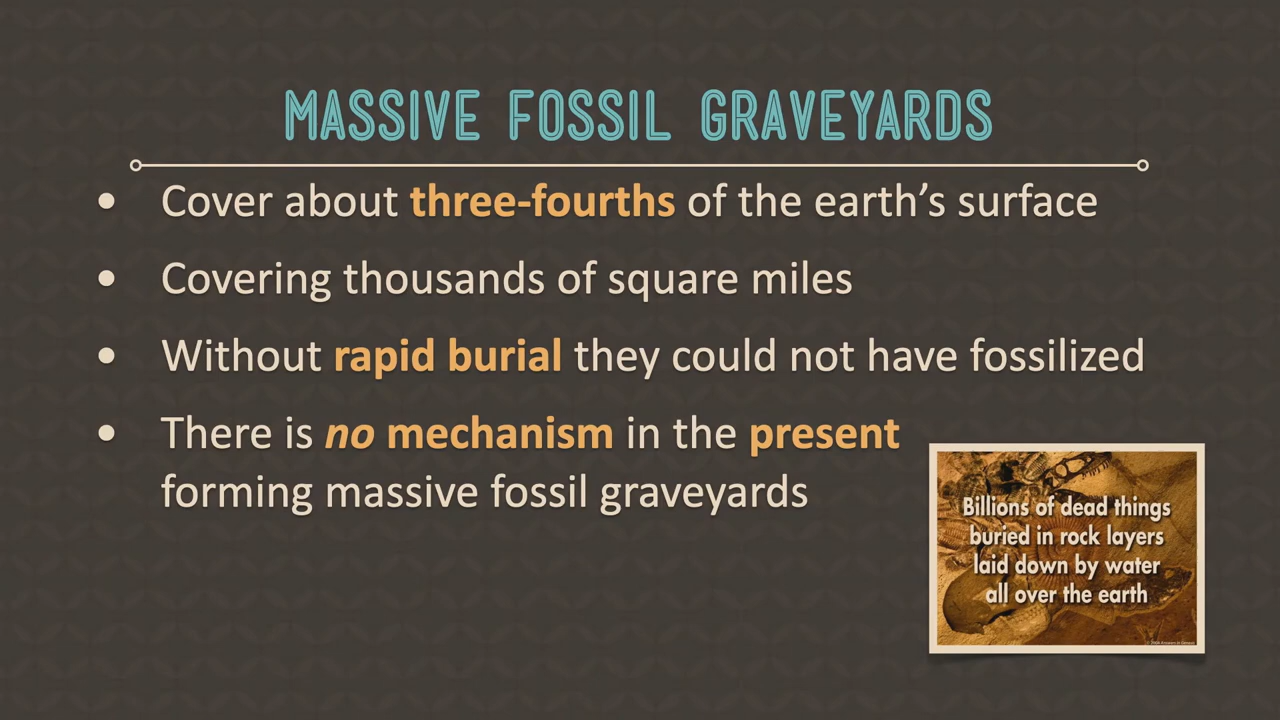 MASSIVE FOSSIL GRAVEYARDS
• Cover about three-fourths of the earth's surface
• Covering thousands of square miles
• Without rapid burial they could not have fossilized
• There is no mechanism in the present
forming massive fossil graveyards
Billions of dead things
buried in rock layers
laid down by water
all over the earth